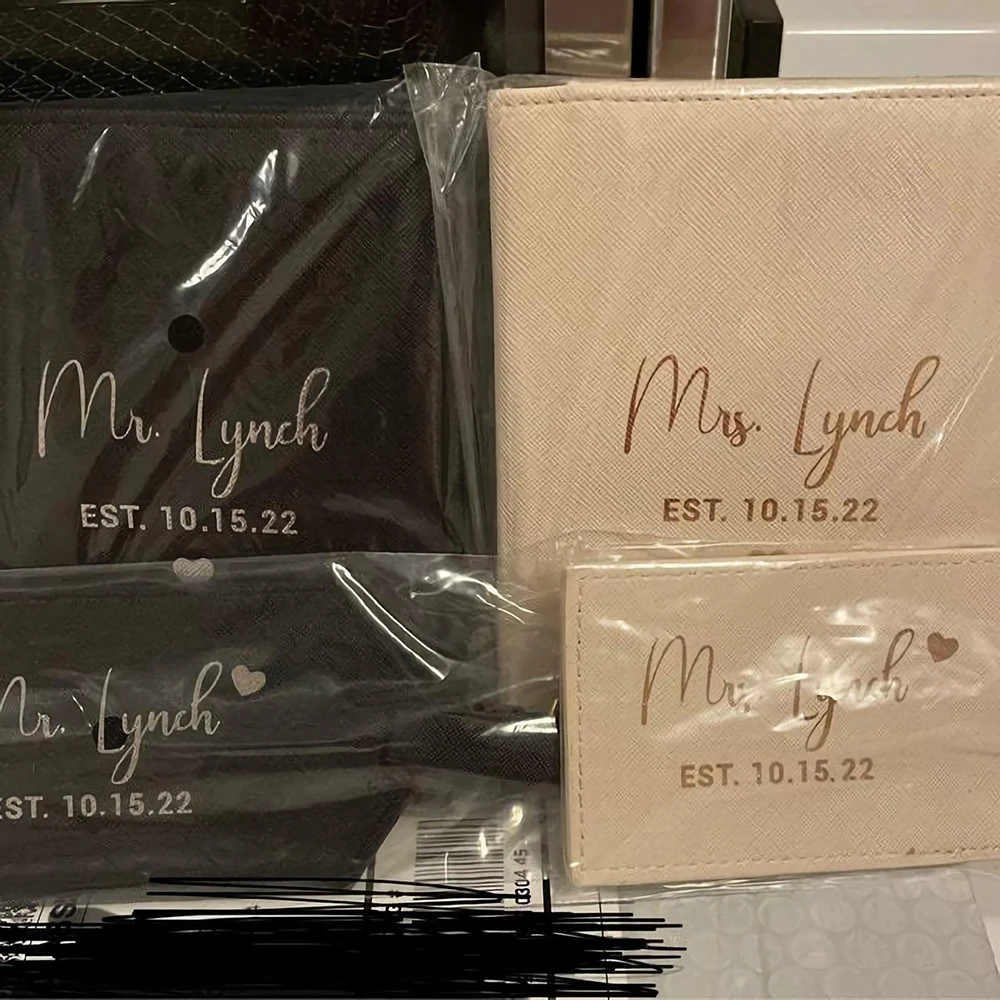 Mr. Lynch
EST. 10.15.22
Mrs. Lynch
EST. 10.15.22
Mr. Lynch
EST. 10.15.22
Mrs. Lynch
EST. 10.15.22